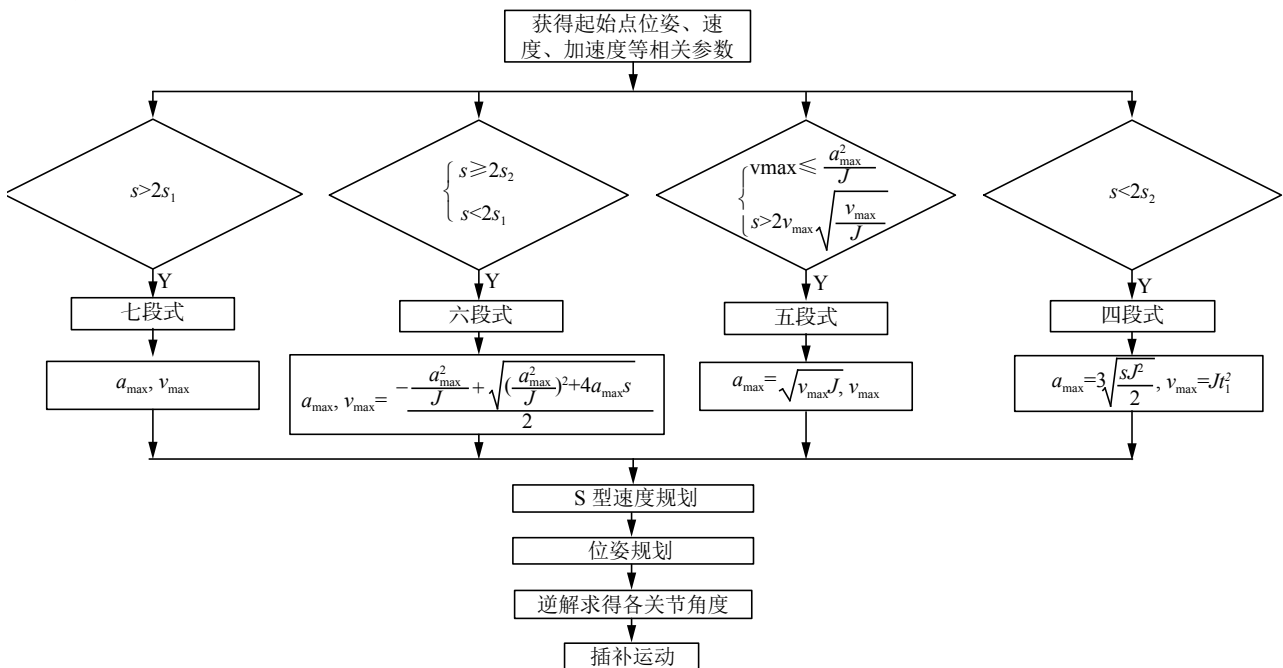 获得起始点位姿、速
度、加速度等相关参数
s>2s₁
{ s≥2s₂
s<2s₁
{ vmax≤ a²max/J
s>2vmax√(vmax/J)
s<2s₂
Y
Y
Y
Y
七段式
六段式
五段式
四段式
amax, vmax
amax, vmax= (−a²max/J+√((a²max/J)²+4amaxs))/2
amax=√(vmaxJ), vmax
amax=3√(sJ²/2), vmax=Jt₁²
S 型速度规划
位姿规划
逆解求得各关节角度
插补运动